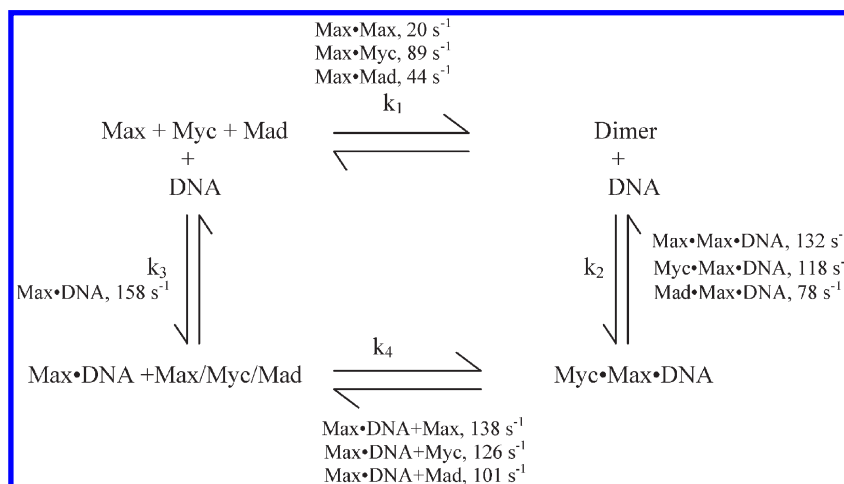 Max•Max, 20 s⁻¹
Max•Myc, 89 s⁻¹
Max•Mad, 44 s⁻¹
k₁
Max + Myc + Mad
+
DNA
Dimer
+
DNA
k₃
Max•DNA, 158 s⁻¹
k₂
Max•Max•DNA, 132 s⁻
Myc•Max•DNA, 118 s⁻
Mad•Max•DNA, 78 s⁻¹
k₄
Max•DNA +Max/Myc/Mad
Myc•Max•DNA
Max•DNA+Max, 138 s⁻¹
Max•DNA+Myc, 126 s⁻¹
Max•DNA+Mad, 101 s⁻¹